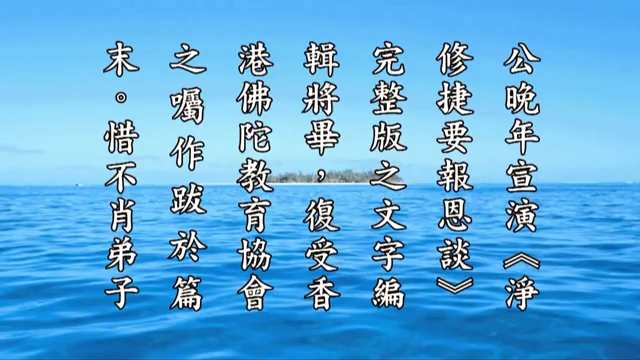 公晚年宣演《淨
修捷要報恩談》
完整版之文字編
輯將畢，復受香
港佛陀教育協會
之囑作跋於篇
末。惜不肖弟子